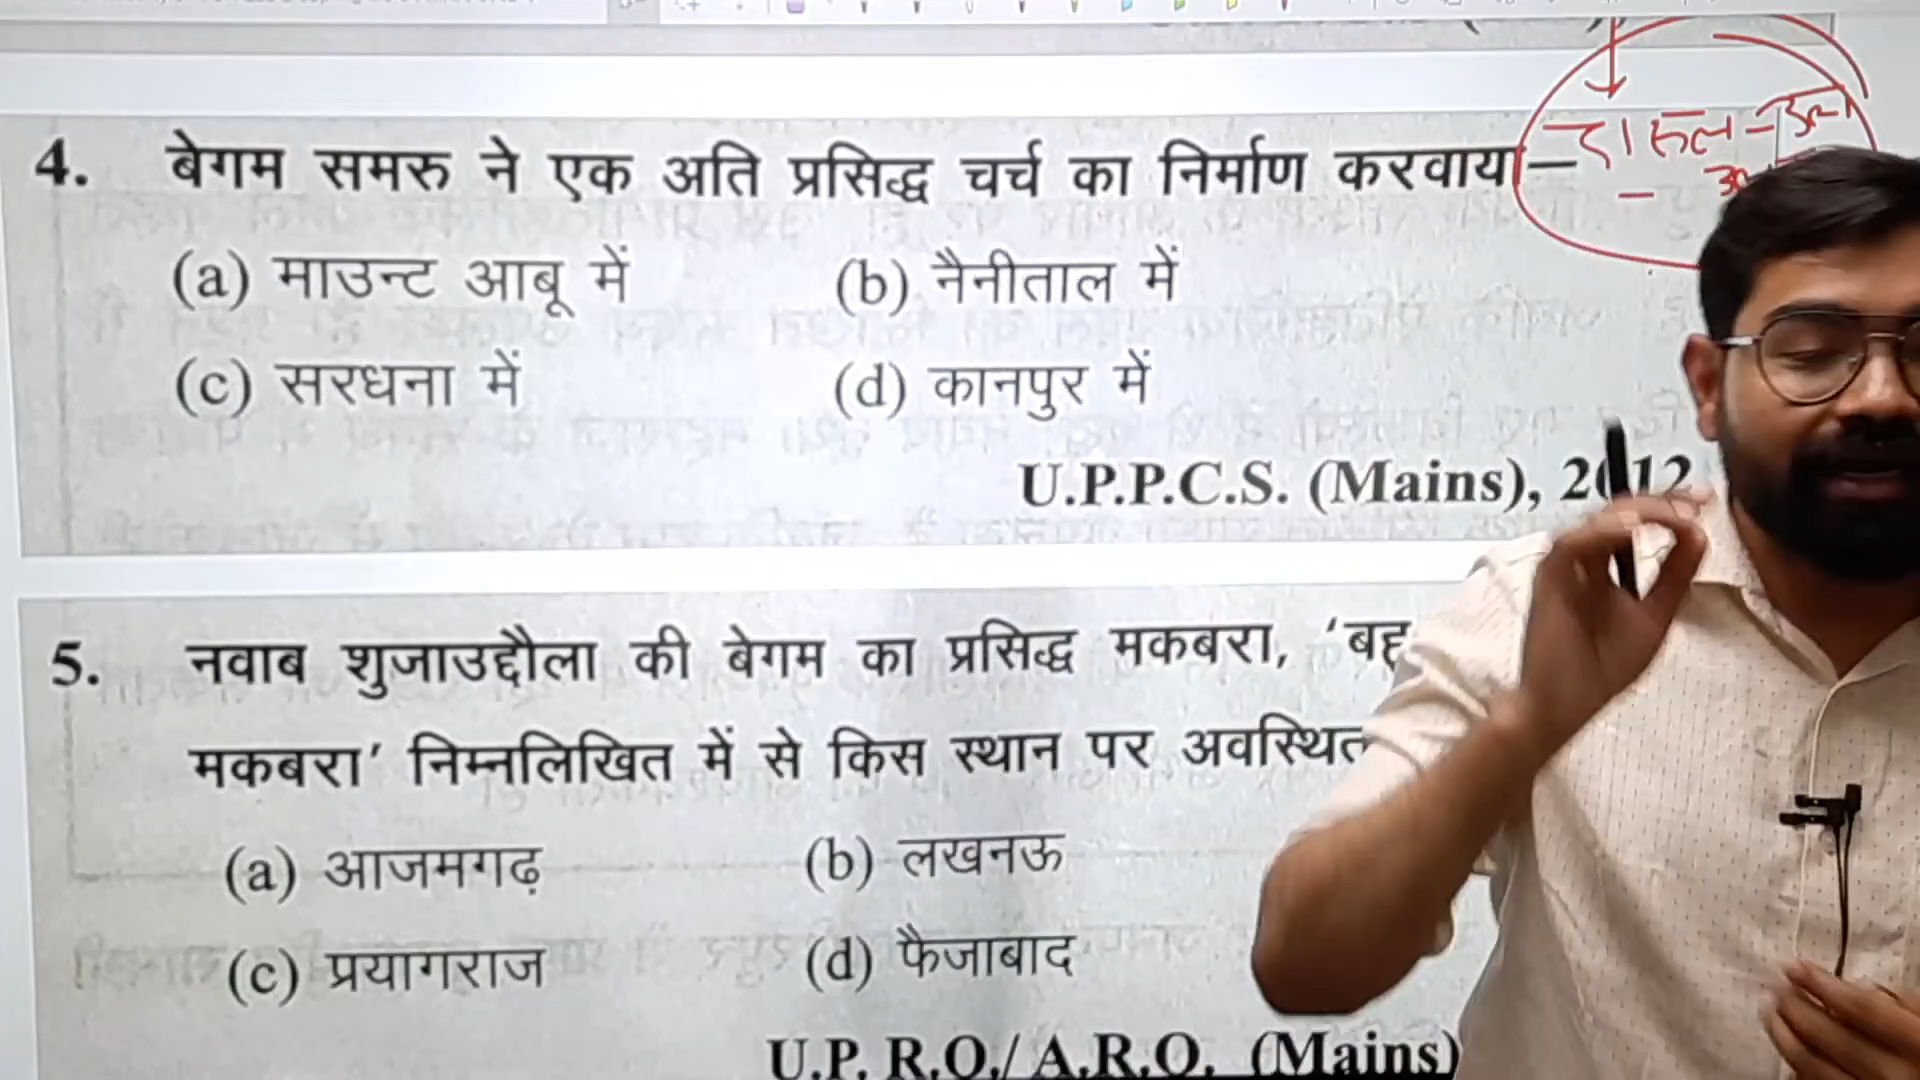 4. बेगम समरु ने एक अति प्रसिद्ध चर्च का निर्माण करवाया—
(a) माउन्ट आबू में (b) नैनीताल में
(c) सरधना में (d) कानपुर में
U.P.P.C.S. (Mains), 2012
5. नवाब शुजाउद्दौला की बेगम का प्रसिद्ध मकबरा, ‘बहू
मकबरा’ निम्नलिखित में से किस स्थान पर अवस्थित
(a) आजमगढ़ (b) लखनऊ
(c) प्रयागराज (d) फैजाबाद
U.P. R.O./A.R.O. (Mains)